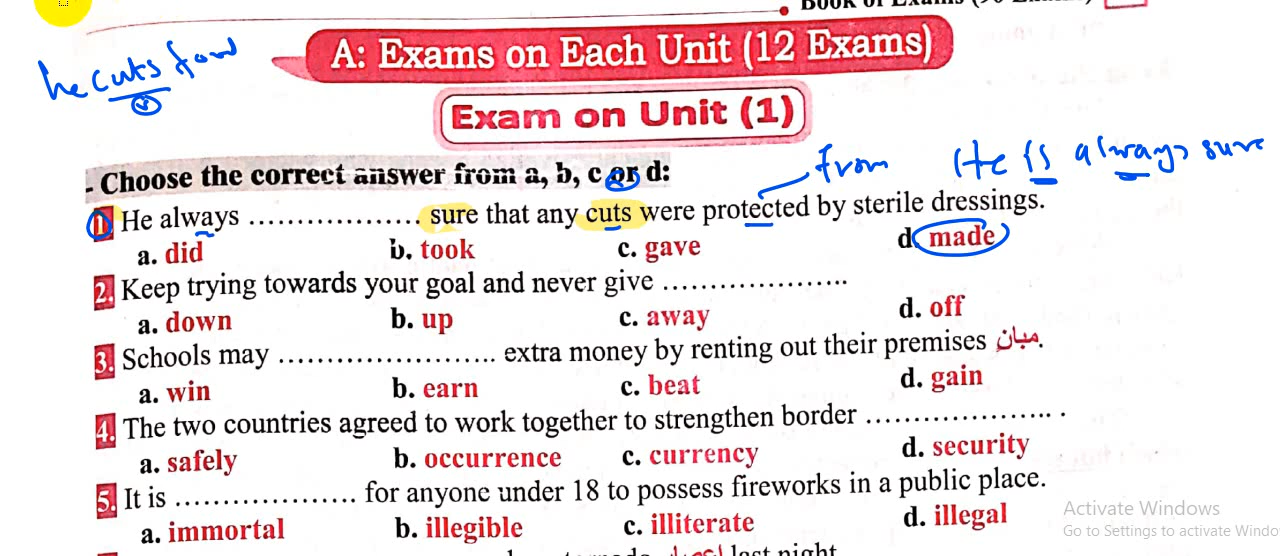 he cuts
A: Exams on Each Unit (12 Exams)
Exam on Unit (1)
from He is always sure
- Choose the correct answer from a, b, c or d:
1. He always .................. sure that any cuts were protected by sterile dressings.
a. did b. took c. gave d. made
2. Keep trying towards your goal and never give ....................
a. down b. up c. away d. off
3. Schools may ....................... extra money by renting out their premises مبان.
a. win b. earn c. beat d. gain
4. The two countries agreed to work together to strengthen border .................... .
a. safely b. occurrence c. currency d. security
5. It is ................... for anyone under 18 to possess fireworks in a public place.
a. immortal b. illegible c. illiterate d. illegal
last night
Activate Windows
Go to Settings to activate Windo